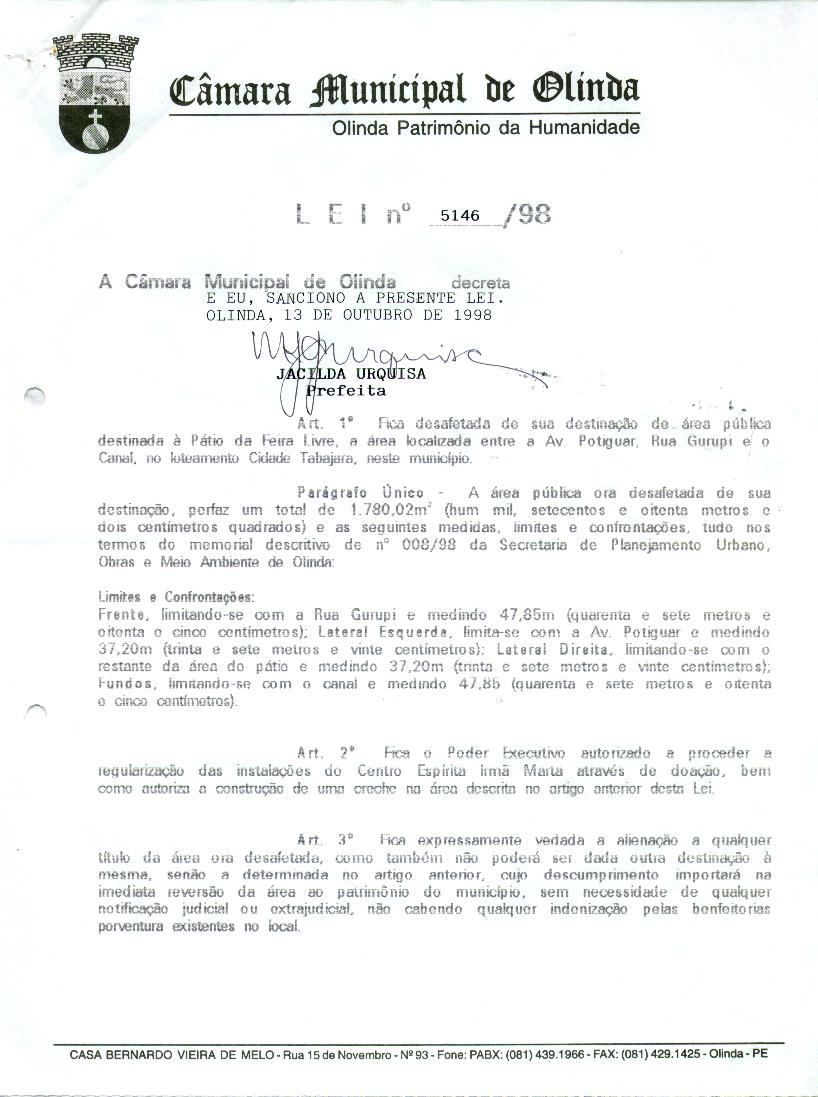 Câmara Municipal de Olinda
Olinda Patrimônio da Humanidade
L E I nº 5146 /98
A Câmara Municipal de Olinda decreta
E EU, SANCIONO A PRESENTE LEI.
OLINDA, 13 DE OUTUBRO DE 1998
JACILDA URQUISA
Prefeita
Art. 1º Fica desafetada de sua destinação de área pública
destinada à Pátio da Feira Livre, a área localizada entre a Av. Potiguar, Rua Gurupi e o
Canal, no loteamento Cidade Tabajara, neste município.
Parágrafo Único - A área pública ora desafetada de sua
destinação, perfaz um total de 1.780,02m² (hum mil, setecentos e oitenta metros e
dois centímetros quadrados) e as seguintes medidas, limites e confrontações, tudo nos
termos do memorial descritivo de nº 008/98 da Secretaria de Planejamento Urbano,
Obras e Meio Ambiente de Olinda:
Limites e Confrontações:
Frente, limitando-se com a Rua Gurupi e medindo 47,85m (quarenta e sete metros e
oitenta e cinco centímetros); Lateral Esquerda, limita-se com a Av. Potiguar e medindo
37,20m (trinta e sete metros e vinte centímetros); Lateral Direita, limitando-se com o
restante da área do pátio e medindo 37,20m (trinta e sete metros e vinte centímetros);
Fundos, limitando-se com o canal e medindo 47,85 (quarenta e sete metros e oitenta
e cinco centímetros).
Art. 2º Fica o Poder Executivo autorizado a proceder a
regularização das instalações do Centro Espírita Irmã Marta através de doação, bem
como autoriza a construção de uma creche na área descrita no artigo anterior desta Lei.
Art. 3º Fica expressamente vedada a alienação a qualquer
título da área ora desafetada, como também não poderá ser dada outra destinação à
mesma, senão a determinada no artigo anterior, cujo descumprimento importará na
imediata reversão da área ao patrimônio do município, sem necessidade de qualquer
notificação judicial ou extrajudicial, não cabendo qualquer indenização pelas benfeitorias
porventura existentes no local.
CASA BERNARDO VIEIRA DE MELO - Rua 15 de Novembro - Nº 93 - Fone: PABX: (081) 439.1966 - FAX: (081) 429.1425 - Olinda - PE